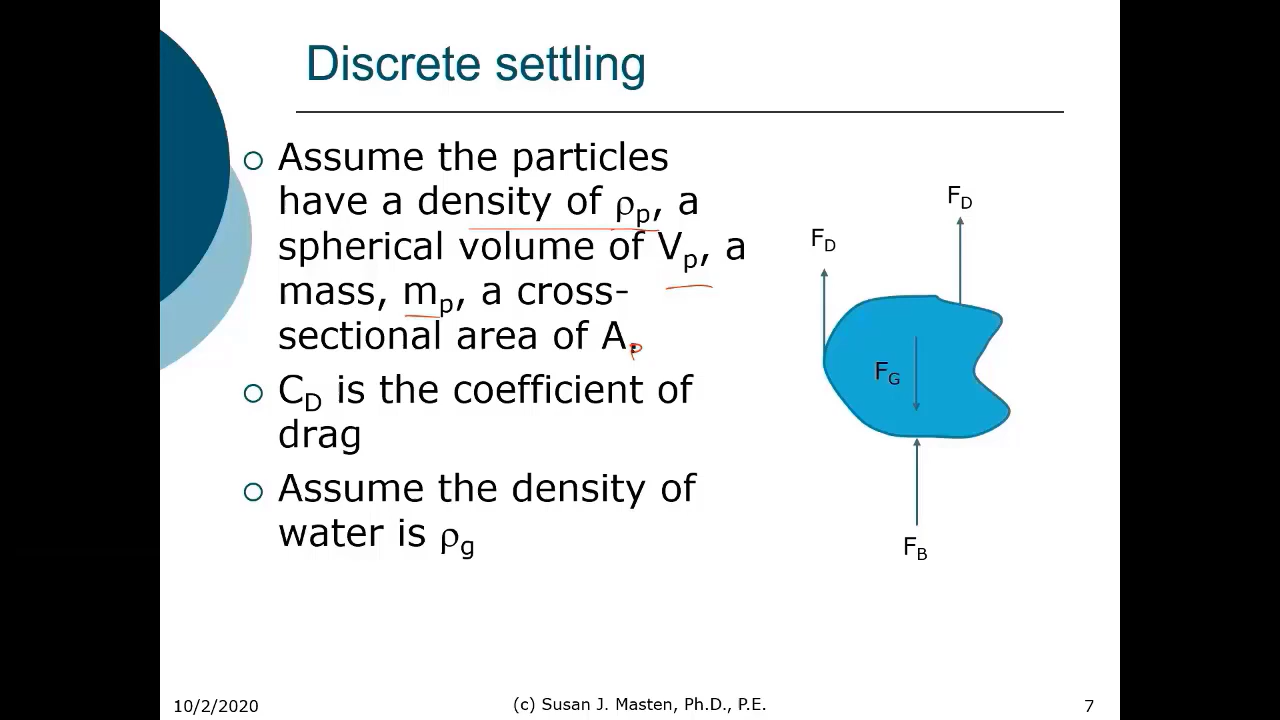 Discrete settling
Assume the particles
have a density of ρp, a
spherical volume of Vp, a
mass, mp, a cross-
sectional area of A.p
CD is the coefficient of
drag
Assume the density of
water is ρg
FD
FD
FG
FB
10/2/2020
(c) Susan J. Masten, Ph.D., P.E.
7